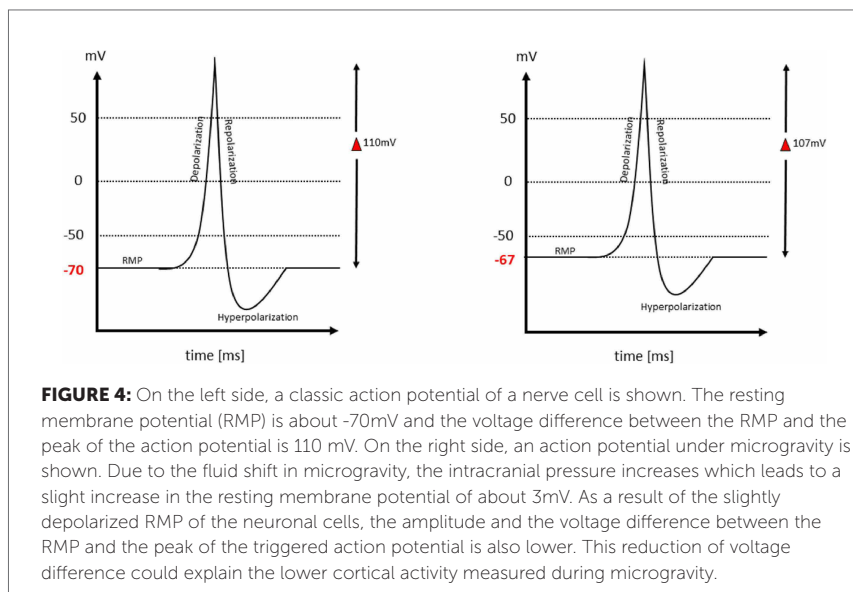 mV
50
0
-50
-70
Depolarization
Repolarization
RMP
Hyperpolarization
110mV
time [ms]
mV
50
0
-50
-67
Depolarization
Repolarization
RMP
Hyperpolarization
107mV
time [ms]
FIGURE 4: On the left side, a classic action potential of a nerve cell is shown. The resting
membrane potential (RMP) is about -70mV and the voltage difference between the RMP and the
peak of the action potential is 110 mV. On the right side, an action potential under microgravity is
shown. Due to the fluid shift in microgravity, the intracranial pressure increases which leads to a
slight increase in the resting membrane potential of about 3mV. As a result of the slightly
depolarized RMP of the neuronal cells, the amplitude and the voltage difference between the
RMP and the peak of the triggered action potential is also lower. This reduction of voltage
difference could explain the lower cortical activity measured during microgravity.